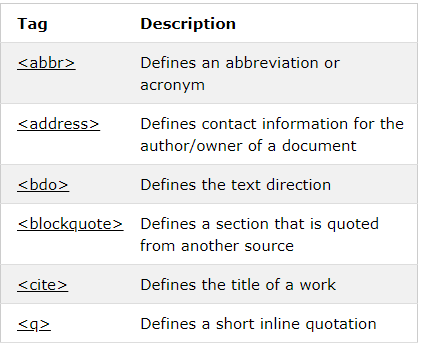 Tag Description
<abbr> Defines an abbreviation or
acronym
<address> Defines contact information for the
author/owner of a document
<bdo> Defines the text direction
<blockquote> Defines a section that is quoted
from another source
<cite> Defines the title of a work
<q> Defines a short inline quotation